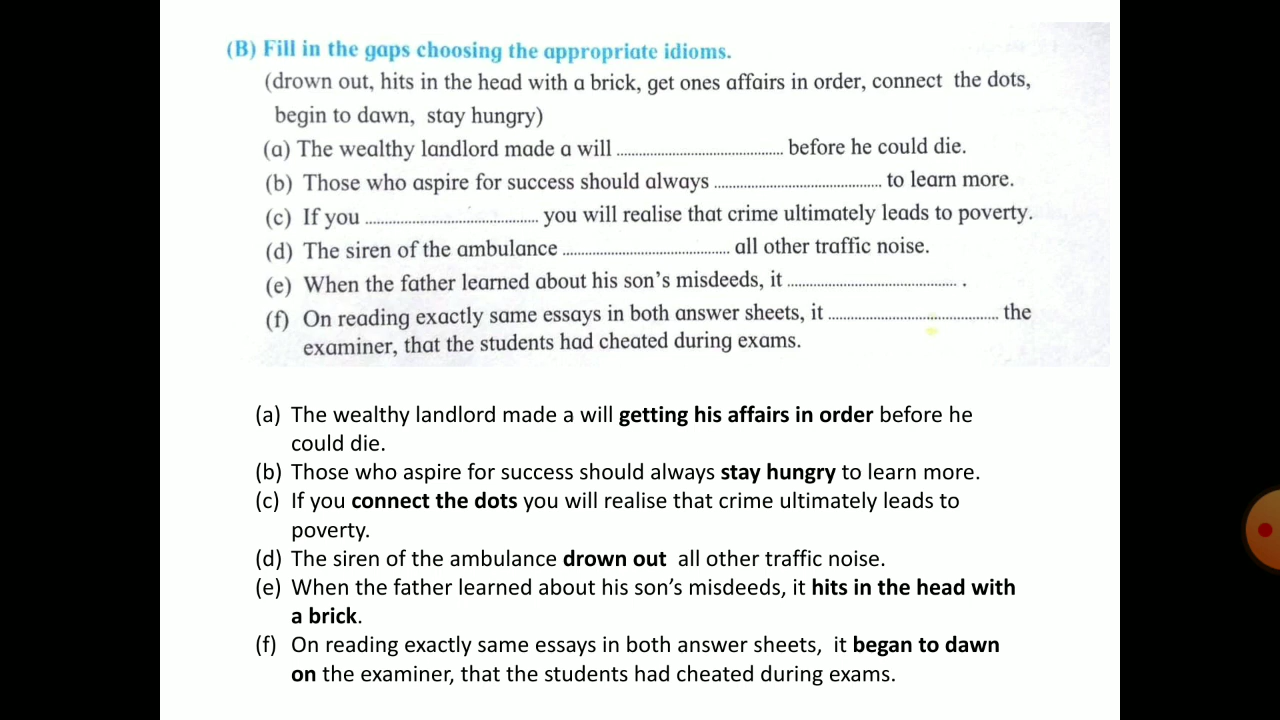 (B) Fill in the gaps choosing the appropriate idioms.
(drown out, hits in the head with a brick, get ones affairs in order, connect the dots,
begin to dawn, stay hungry)
(a) The wealthy landlord made a will .................................... before he could die.
(b) Those who aspire for success should always .................................... to learn more.
(c) If you .................................... you will realise that crime ultimately leads to poverty.
(d) The siren of the ambulance .................................... all other traffic noise.
(e) When the father learned about his son's misdeeds, it .................................... .
(f) On reading exactly same essays in both answer sheets, it .................................... the
examiner, that the students had cheated during exams.
(a) The wealthy landlord made a will getting his affairs in order before he
could die.
(b) Those who aspire for success should always stay hungry to learn more.
(c) If you connect the dots you will realise that crime ultimately leads to
poverty.
(d) The siren of the ambulance drown out all other traffic noise.
(e) When the father learned about his son’s misdeeds, it hits in the head with
a brick.
(f) On reading exactly same essays in both answer sheets, it began to dawn
on the examiner, that the students had cheated during exams.